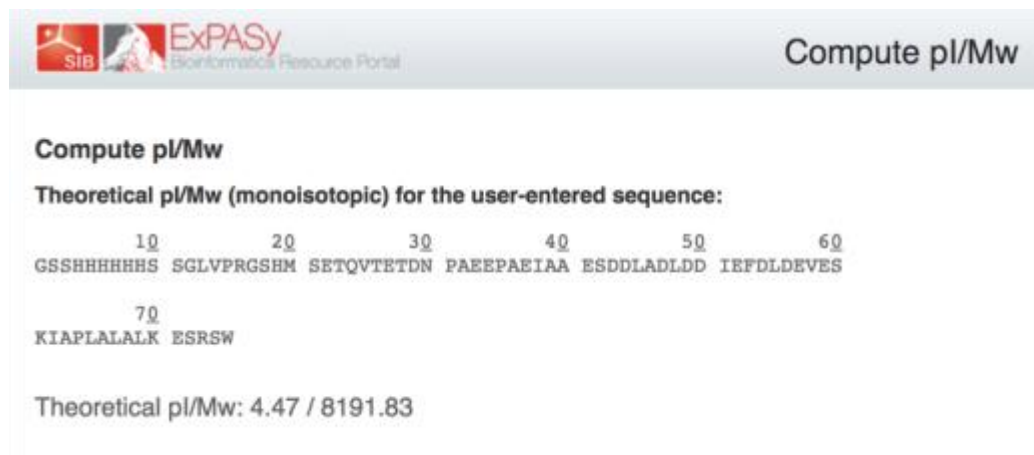 SIB
ExPASy
Bioinformatics Resource Portal
Compute pI/Mw
Compute pI/Mw
Theoretical pI/Mw (monoisotopic) for the user-entered sequence:
10 20 30 40 50 60
GSSHHHHHHS SGLVPRGSHM SETQVTETDN PAEEPAEIAA ESDDLADLDD IEFDLDEVES
70
KIAPLALALK ESRSW
Theoretical pI/Mw: 4.47 / 8191.83